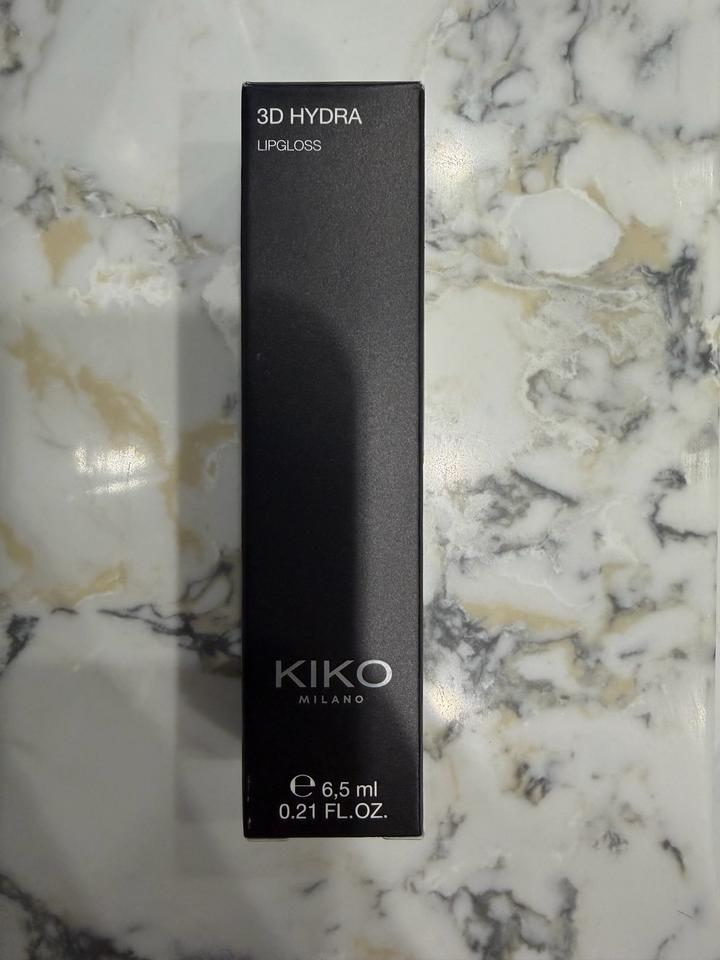 3D HYDRA
LIPGLOSS
KIKO
MILANO
℮ 6,5 ml
0.21 FL.OZ.